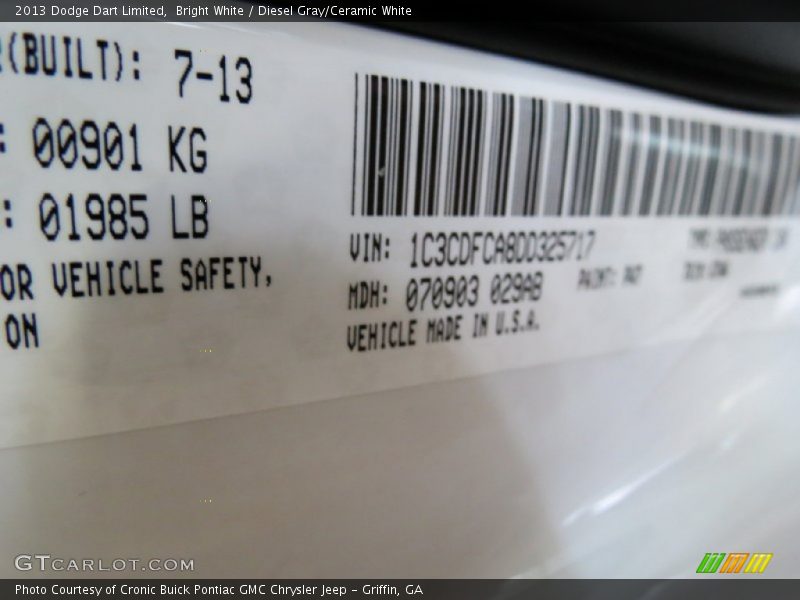 2013 Dodge Dart Limited, Bright White / Diesel Gray/Ceramic White
R(BUILT): 7-13
: 00901 KG
: 01985 LB
OR VEHICLE SAFETY,
ON
VIN: 1C3CDFCA8DD325717
MDH: 070903 029AB
PAINT: PW7
VEHICLE MADE IN U.S.A.
GTCARLOT.COM
Photo Courtesy of Cronic Buick Pontiac GMC Chrysler Jeep - Griffin, GA